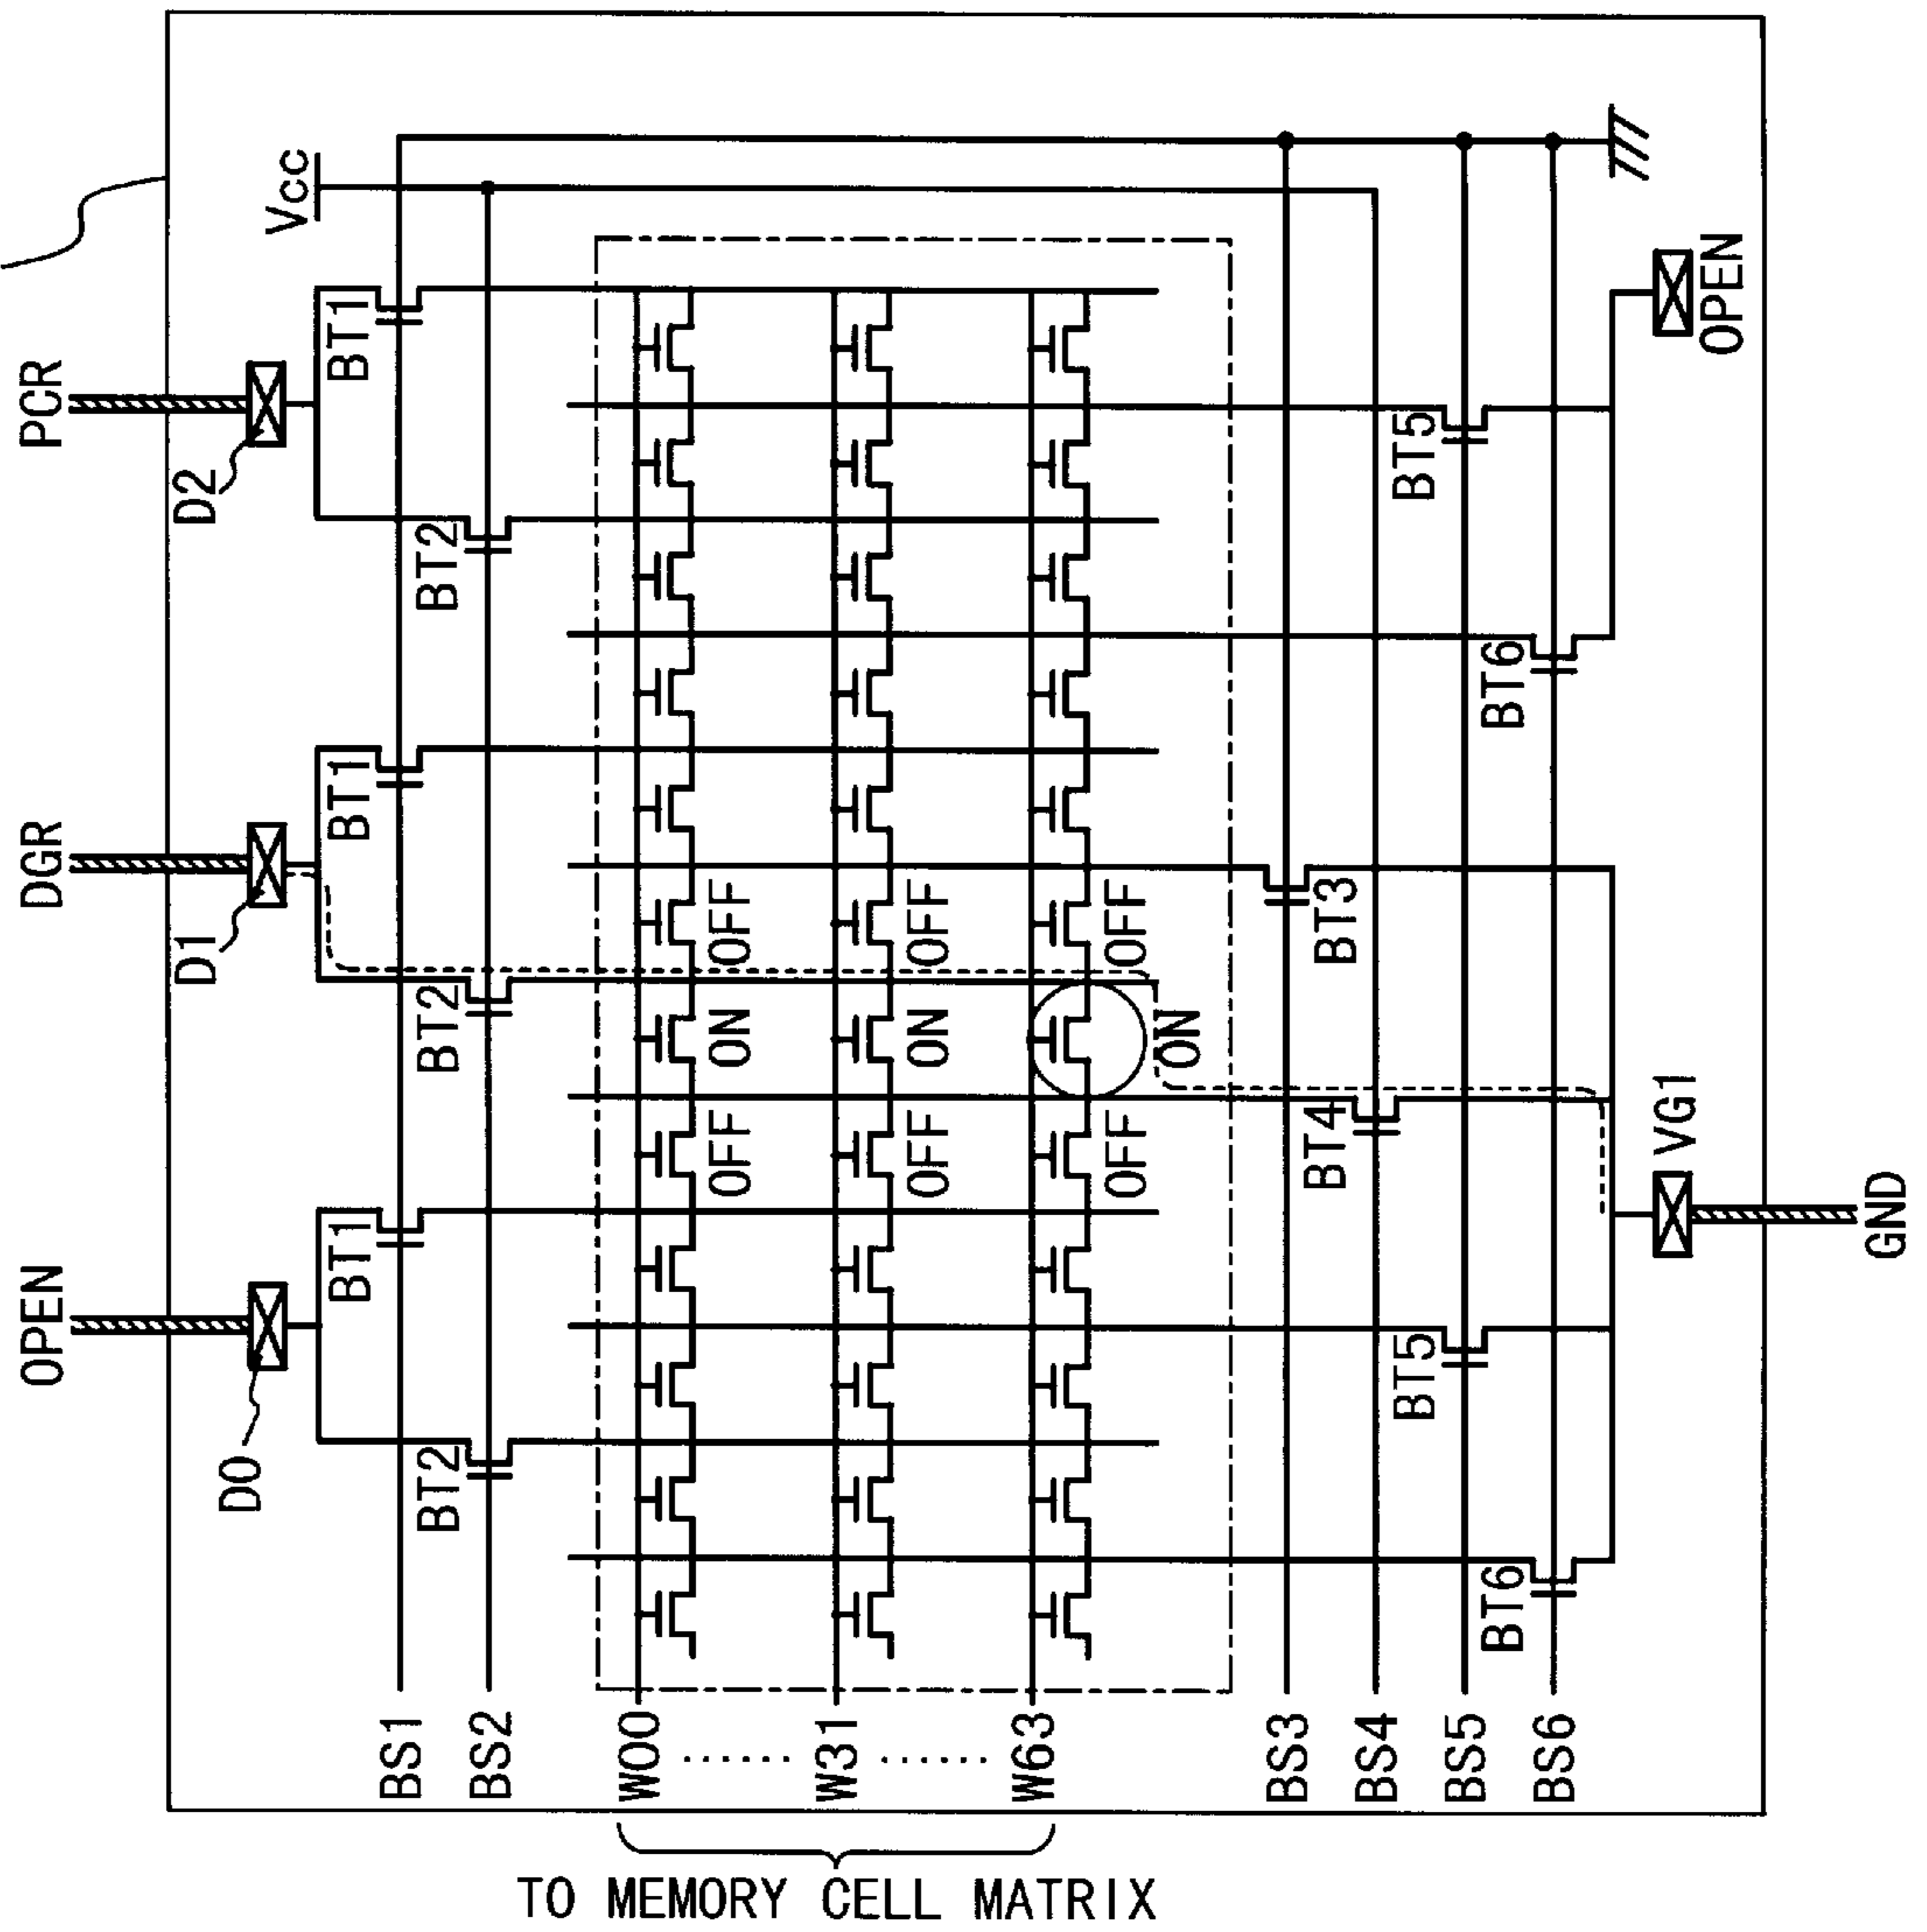 PCR
DGR
OPEN
D2
D1
D0
Vcc
BT1
BT2
BT1
BT2
BT1
BT2
OFF
ON
OFF
OFF
ON
OFF
OFF
ON
OFF
BT5
BT6
BT3
BT4
BT5
BT6
OPEN
VG1
GND
BS1
BS2
W00
W31
W63
BS3
BS4
BS5
BS6
TO MEMORY CELL MATRIX